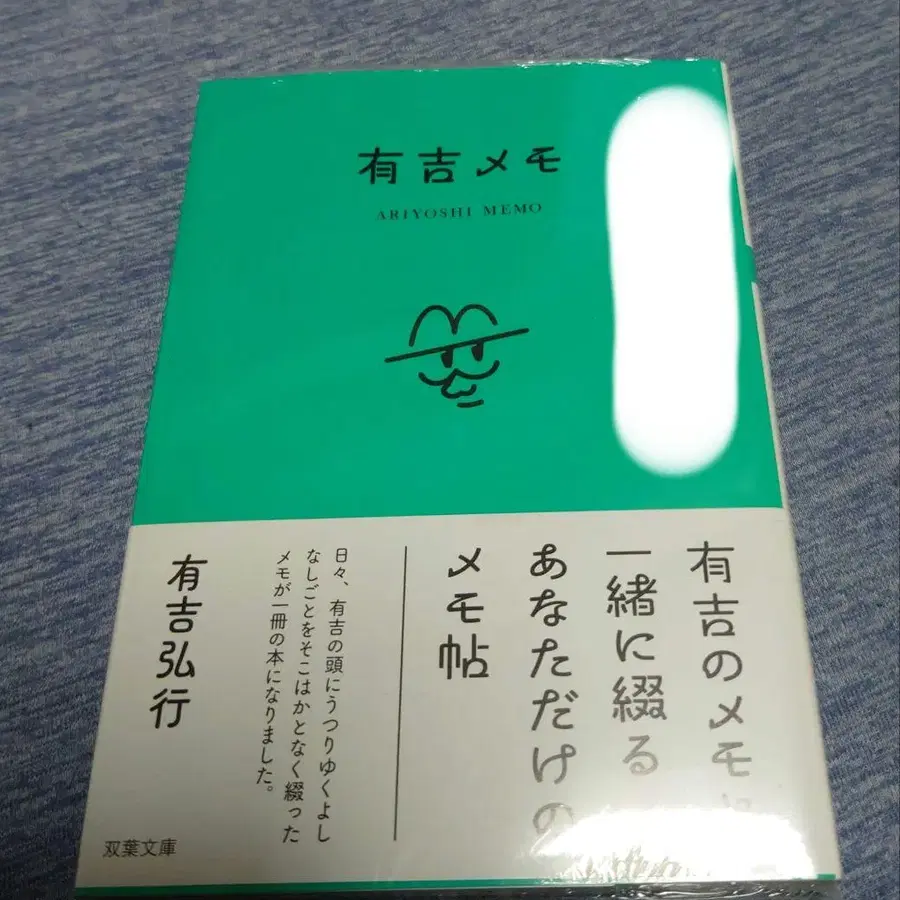 有吉メモ
ARIYOSHI MEMO
有吉のメモ
一緒に綴る
あなただけの
メモ帖
日々、有吉の頭にうつりゆくよし
なしごとをそこはかとなく綴った
メモが一冊の本になりました。
有吉弘行
双葉文庫